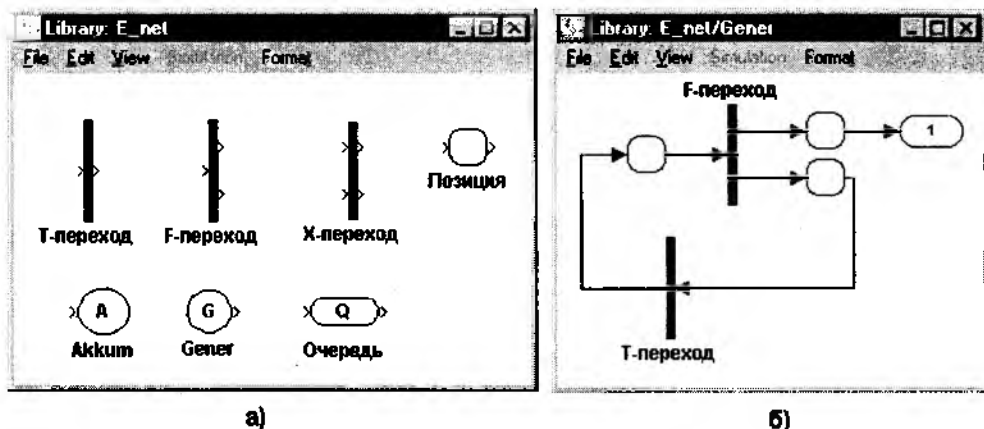 Library: E_net
File Edit View Simulation Format
Т-переход F-переход X-переход Позиция
A G Q
Akkum Gener Очередь
а)
Library: E_net/Gener
File Edit View Simulation Format
F-переход
1
Т-переход
б)